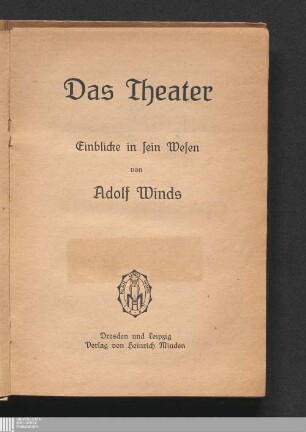 Das Theater
Einblicke in sein Wesen
von
Adolf Winds
Dresden und Leipzig
Verlag von Heinrich Minden